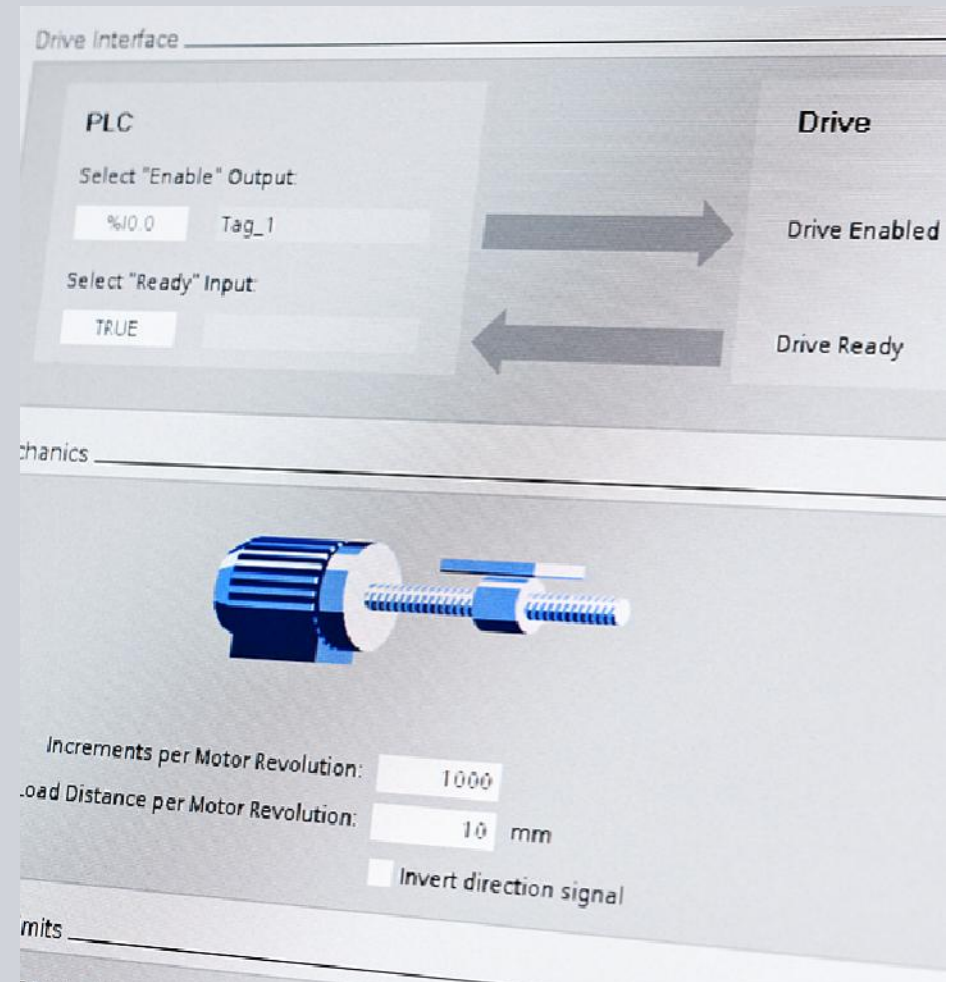 Drive Interface
PLC
Drive
Select "Enable" Output:
%I0.0 Tag_1
Drive Enabled
Select "Ready" Input:
TRUE
Drive Ready
chanics
Increments per Motor Revolution: 1000
Load Distance per Motor Revolution: 10 mm
Invert direction signal
mits